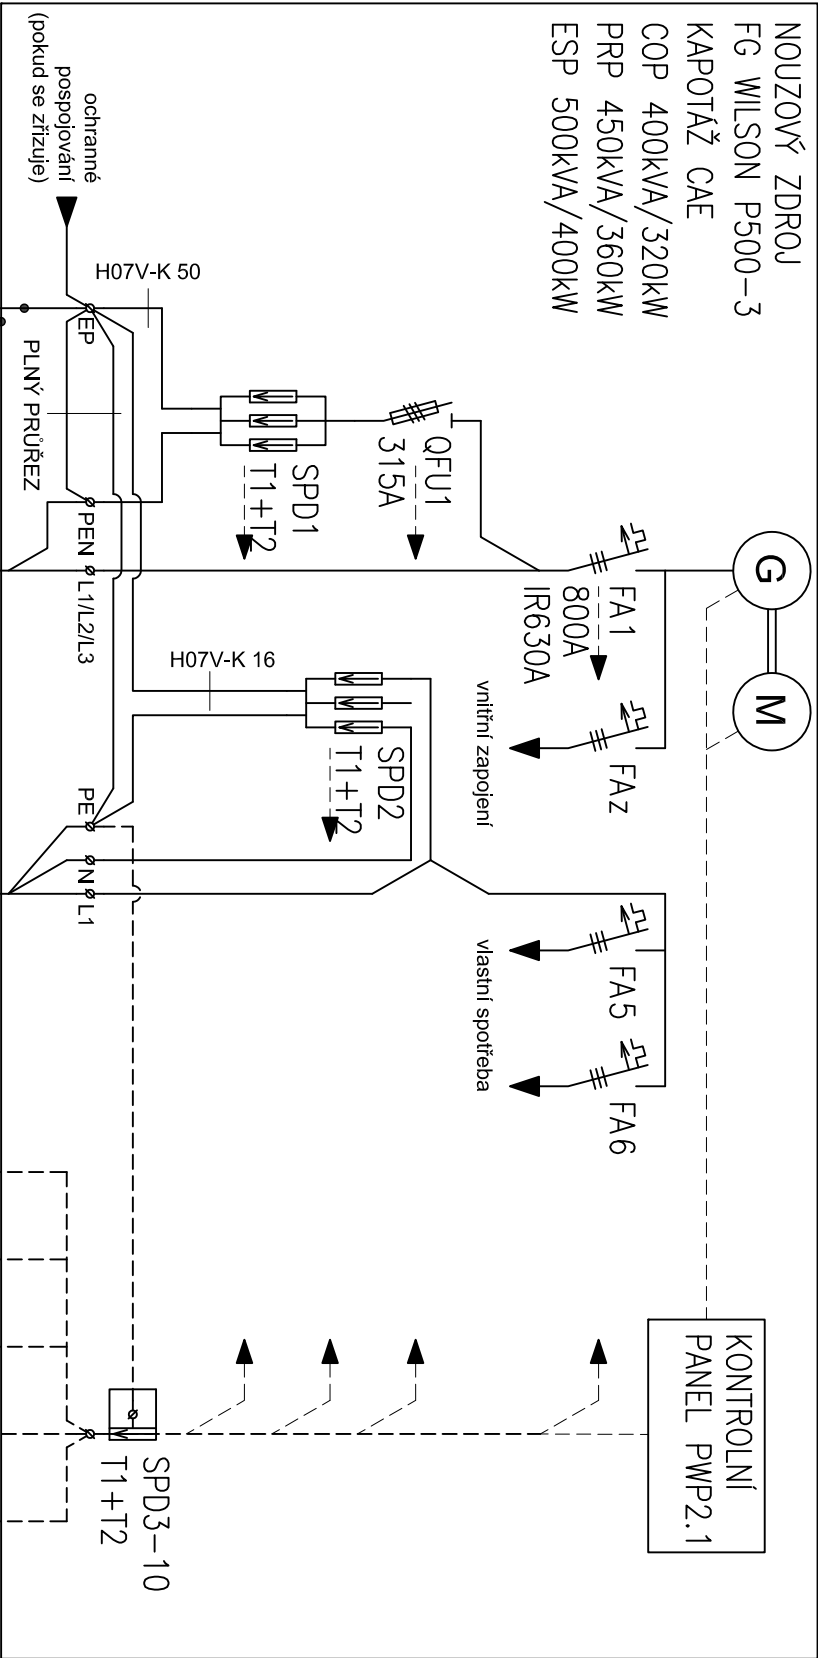 NOUZOVÝ ZDROJ
FG WILSON P500-3
KAPOTÁŽ CAE
COP 400kVA/320kW
PRP 450kVA/360kW
ESP 500kVA/400kW
G
M
KONTROLNÍ
PANEL PWP2.1
FA1
800A
IR630A
FAz
vnitřní zapojení
FA5
FA6
vlastní spotřeba
QFU1
315A
SPD1
T1+T2
SPD2
T1+T2
H07V-K 50
H07V-K 16
ochranné
pospojování
(pokud se zřizuje)
EP
PLNÝ PRŮŘEZ
PEN
L1/L2/L3
PE
N
L1
SPD3-10
T1+T2